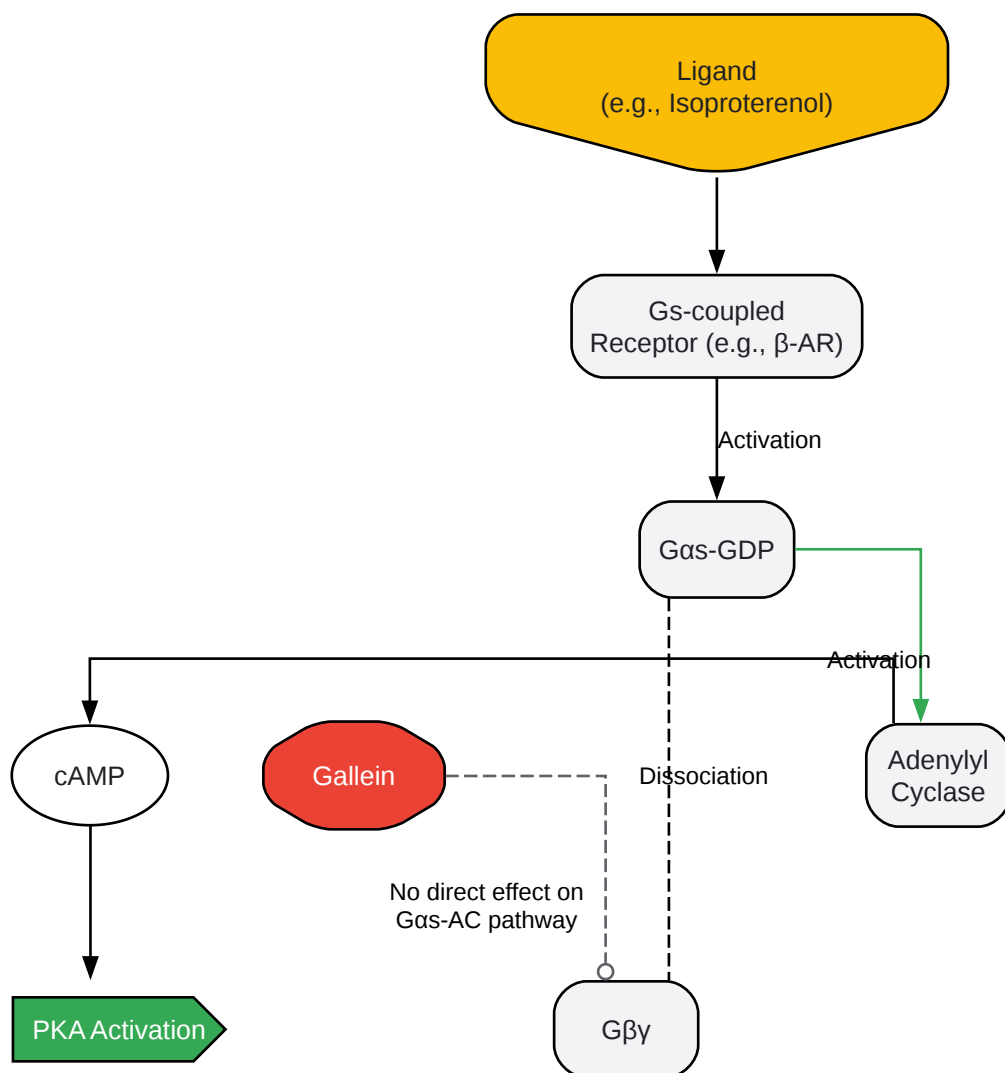 Ligand
(e.g., Isoproterenol)
Gs-coupled
Receptor (e.g., β-AR)
Activation
Gαs-GDP
Activation
cAMP
Gallein
Dissociation
Adenylyl
Cyclase
No direct effect on
Gαs-AC pathway
PKA Activation
Gβγ